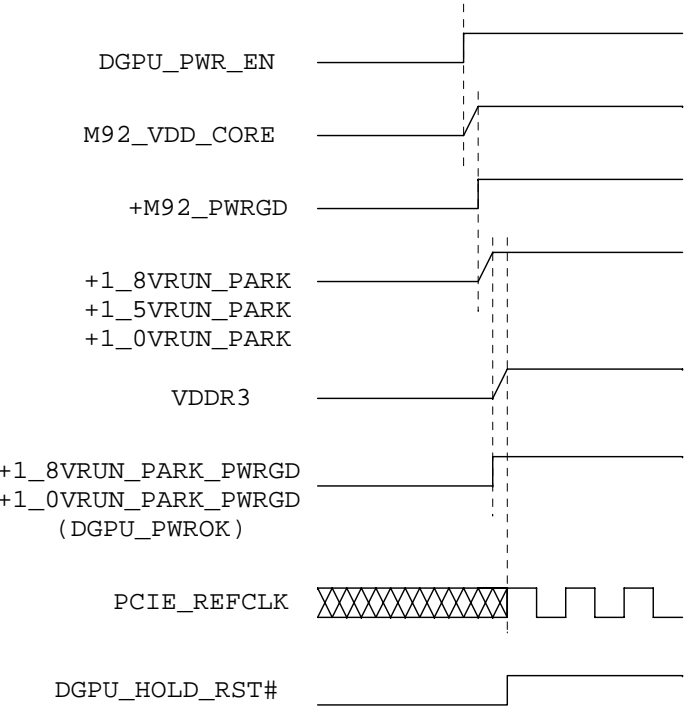 DGPU_PWR_EN
M92_VDD_CORE
+M92_PWRGD
+1_8VRUN_PARK
+1_5VRUN_PARK
+1_0VRUN_PARK
VDDR3
+1_8VRUN_PARK_PWRGD
+1_0VRUN_PARK_PWRGD
(DGPU_PWROK)
PCIE_REFCLK
DGPU_HOLD_RST#